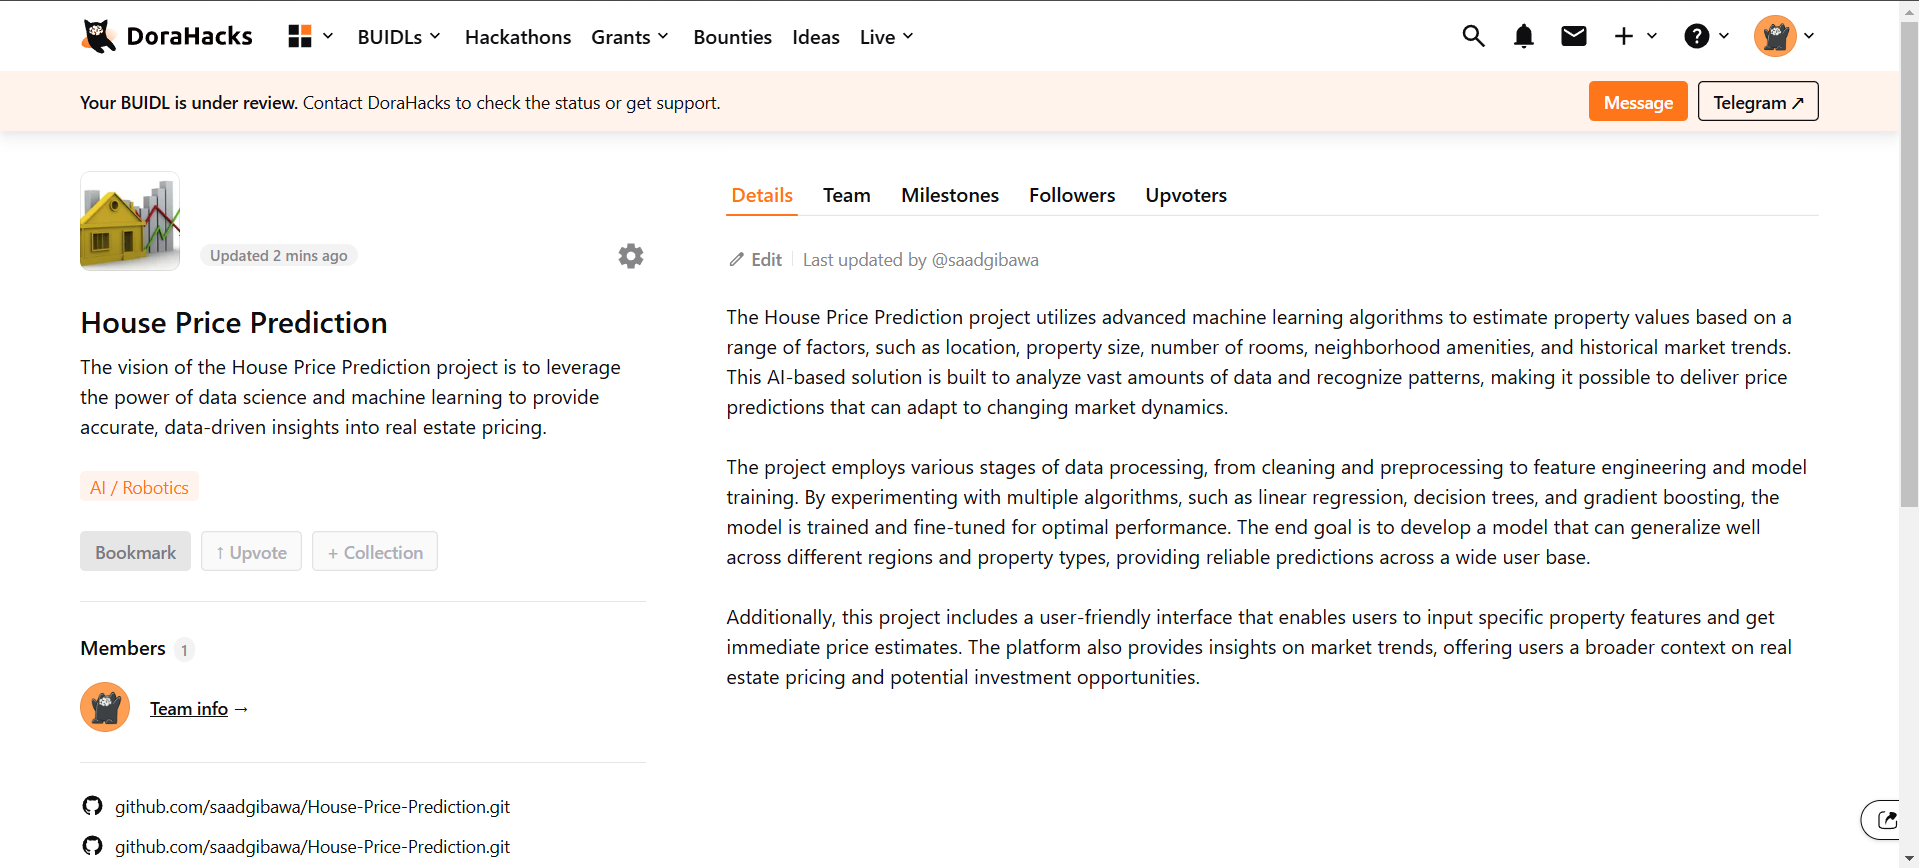 DoraHacks
BUIDLs
Hackathons
Grants
Bounties
Ideas
Live
Your BUIDL is under review. Contact DoraHacks to check the status or get support.
Message
Telegram ↗
Updated 2 mins ago
House Price Prediction
The vision of the House Price Prediction project is to leverage
the power of data science and machine learning to provide
accurate, data-driven insights into real estate pricing.
AI / Robotics
Bookmark
↑ Upvote
+ Collection
Members 1
Team info →
github.com/saadgibawa/House-Price-Prediction.git
github.com/saadgibawa/House-Price-Prediction.git
Details
Team
Milestones
Followers
Upvoters
Edit
Last updated by @saadgibawa
The House Price Prediction project utilizes advanced machine learning algorithms to estimate property values based on a
range of factors, such as location, property size, number of rooms, neighborhood amenities, and historical market trends.
This AI-based solution is built to analyze vast amounts of data and recognize patterns, making it possible to deliver price
predictions that can adapt to changing market dynamics.
The project employs various stages of data processing, from cleaning and preprocessing to feature engineering and model
training. By experimenting with multiple algorithms, such as linear regression, decision trees, and gradient boosting, the
model is trained and fine-tuned for optimal performance. The end goal is to develop a model that can generalize well
across different regions and property types, providing reliable predictions across a wide user base.
Additionally, this project includes a user-friendly interface that enables users to input specific property features and get
immediate price estimates. The platform also provides insights on market trends, offering users a broader context on real
estate pricing and potential investment opportunities.